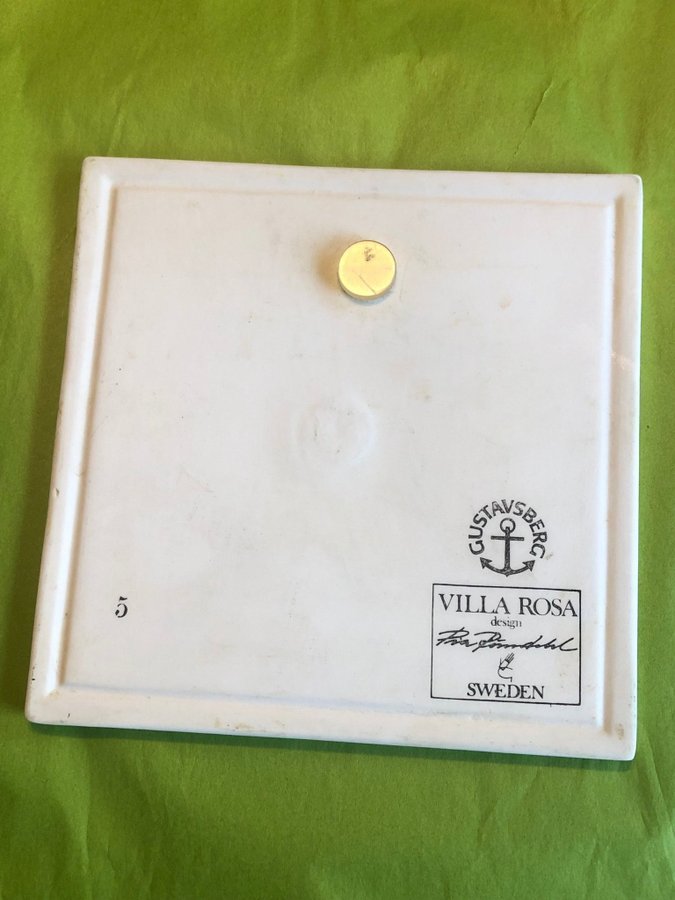 GUSTAVSBERG
5
VILLA ROSA
design
SWEDEN